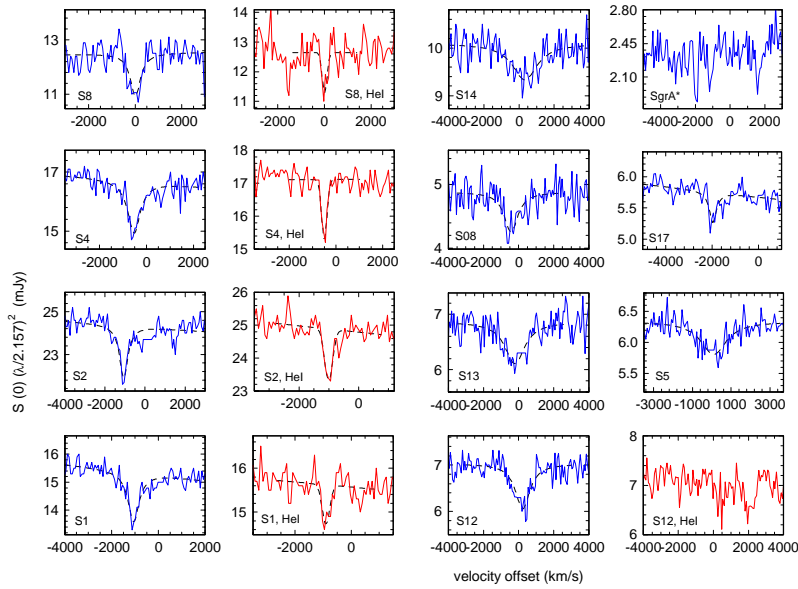 13
11
S8
-2000 0 2000
14
13
12
11
S8, HeI
-2000 0 2000
10
9
S14
-4000 -2000 0 2000 4000
2.80
2.45
2.10
SgrA*
-2000 0 2000
17
15
S4
-2000 0 2000
18
17
16
15
S4, HeI
-2000 0
5
4
S08
-4000 -2000 0 2000 4000
6.0
5.5
5.0
S17
-4000 -2000 0
S (0) (λ/2.157)² (mJy)
25
23
S2
-4000 -2000 0 2000
26
25
24
23
S2, HeI
-2000 0
7
6
S13
-4000 -2000 0 2000 4000
6.5
6.0
5.5
S5
-3000 -1000 1000 3000
16
15
14
S1
-4000 -2000 0 2000
16
15
S1, HeI
-2000 0
7
6
S12
-4000 -2000 0 2000 4000
8
7
6
S12, HeI
-4000 -2000 0 2000 4000
velocity offset (km/s)